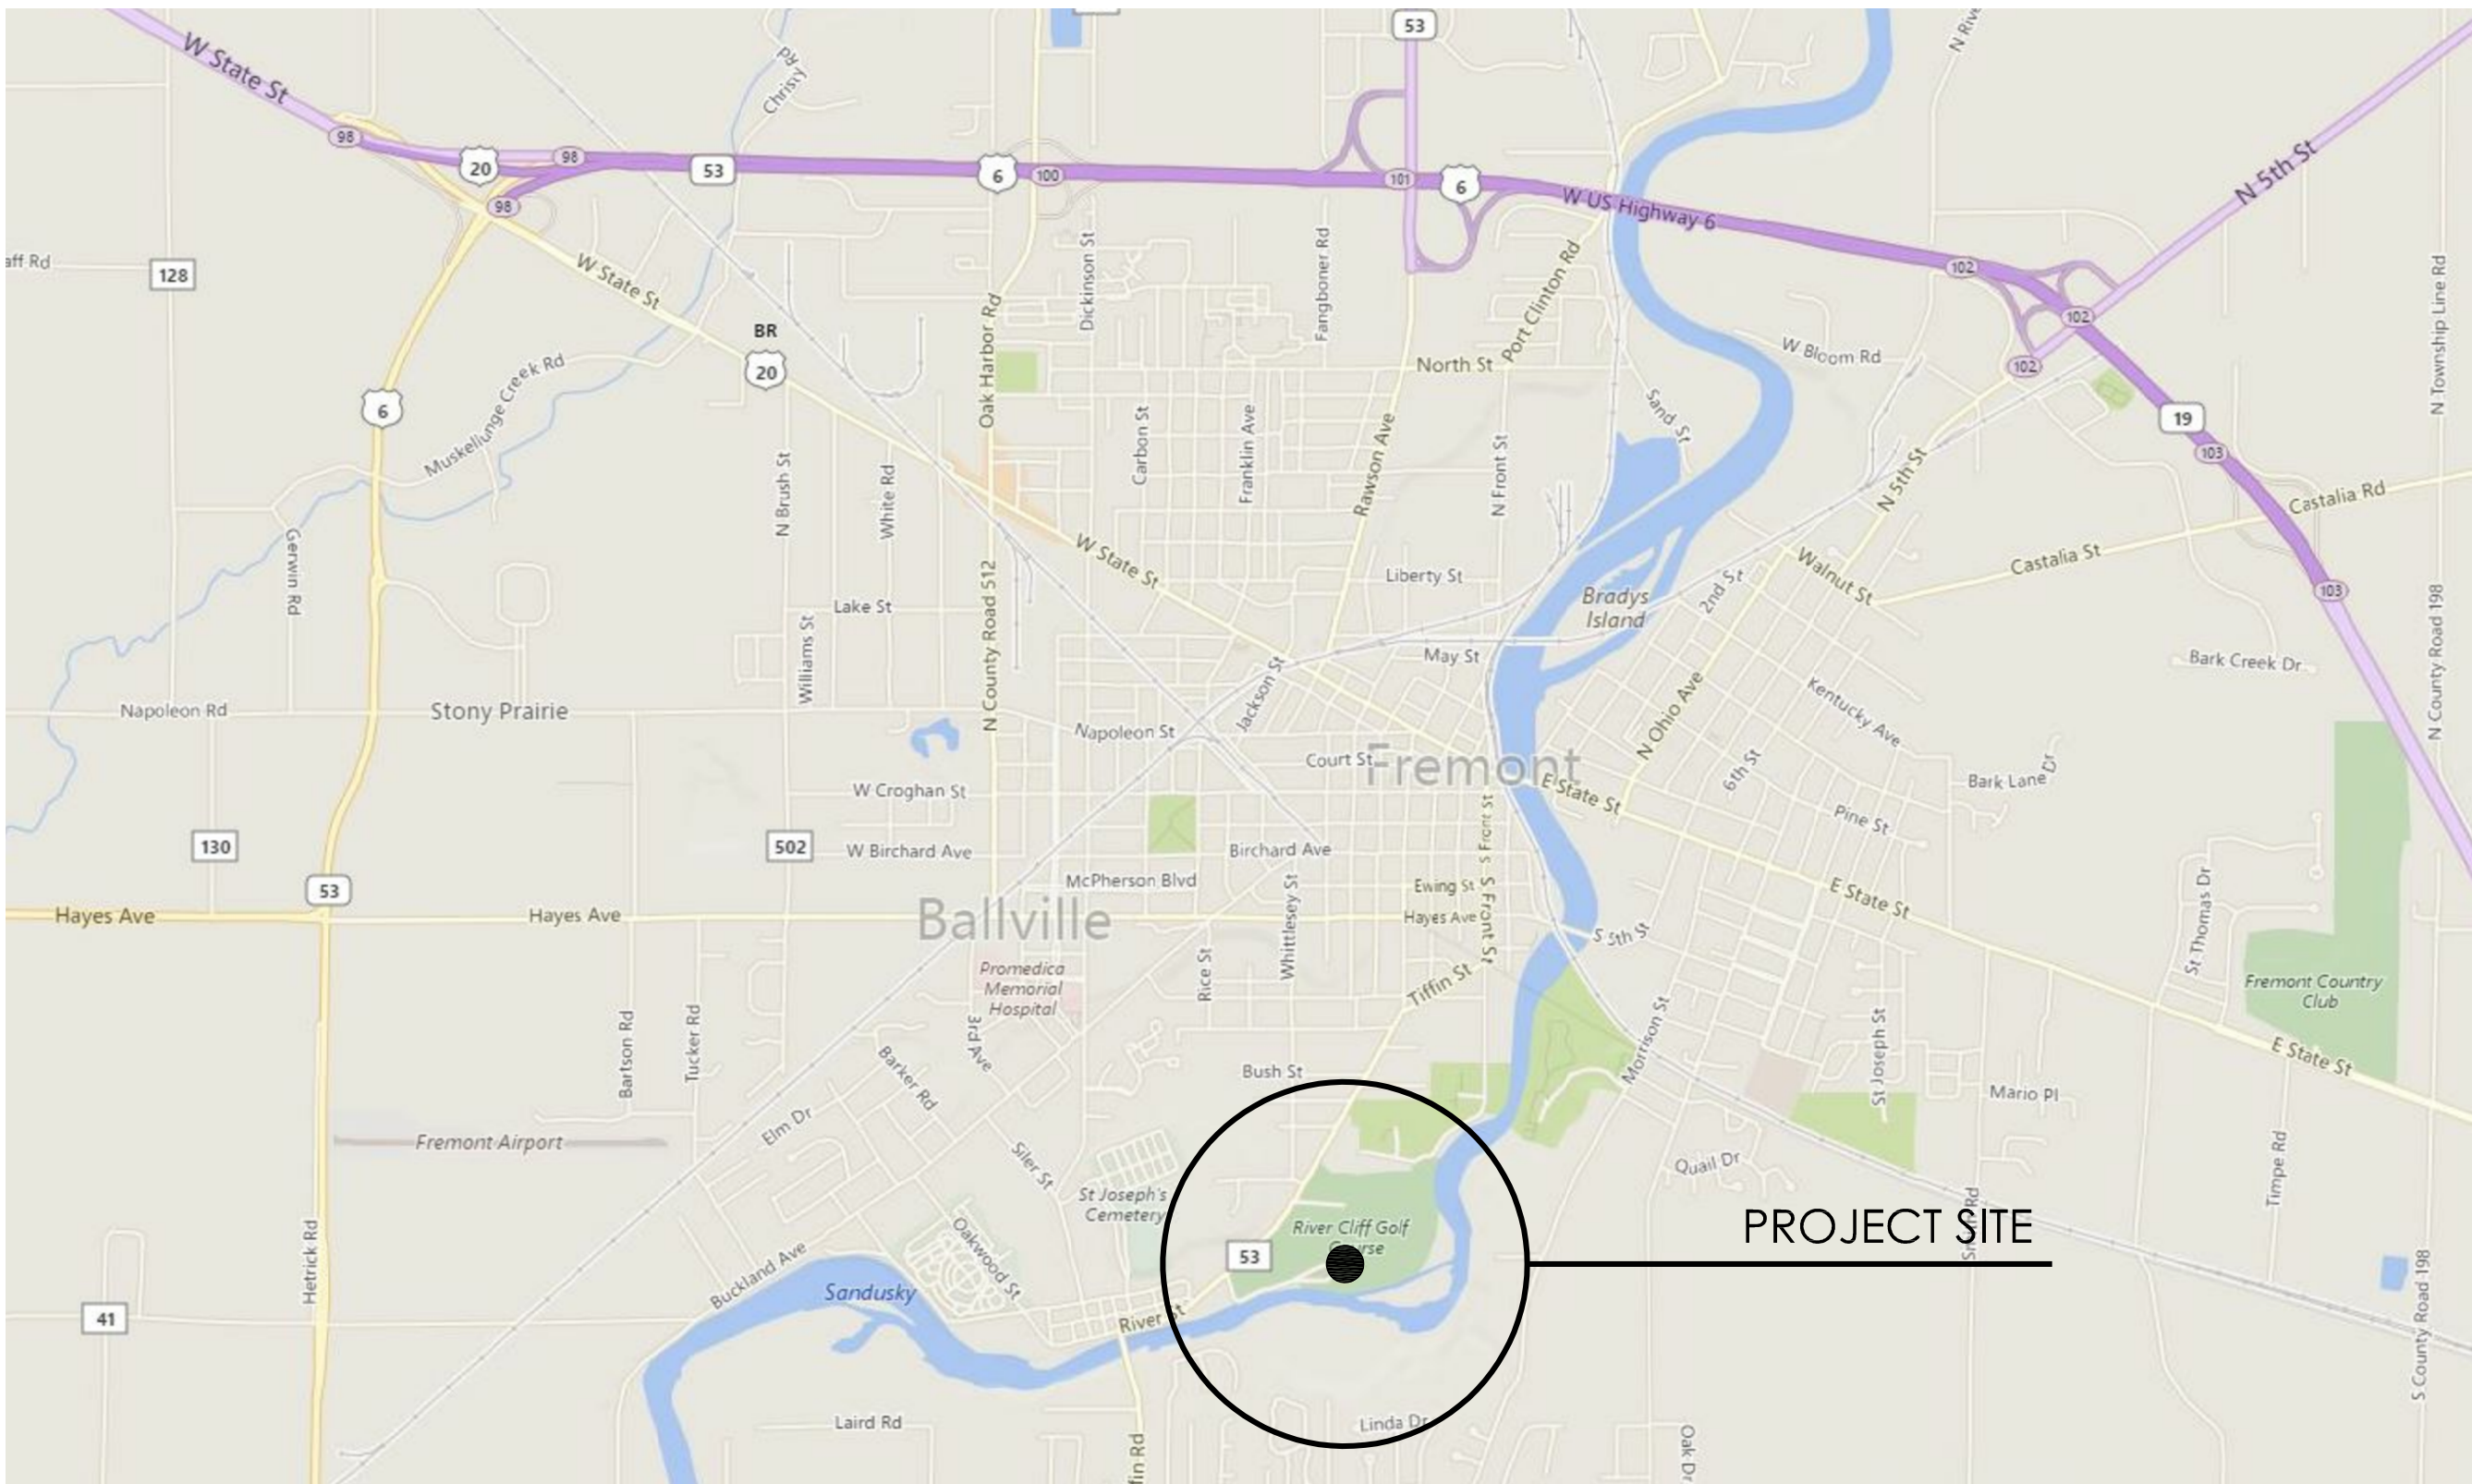 53
N Rive
W State St
Christy Rd
N 5th St
98
20
98
53
6
100
101
6
98
W US Highway 6
aff Rd
128
W State St
Dickinson St
Fangboner Rd
Port Clinton Rd
102
102
102
N Township Line Rd
BR
20
Oak Harbor Rd
North St
W Bloom Rd
6
Muskellunge Creek Rd
Carbon St
Franklin Ave
Rawson Ave
N Front St
Sand St
19
103
N Brush St
White Rd
N 5th St
Castalia Rd
Gerwin Rd
W State St
Liberty St
Bradys
Island
2nd St
Walnut St
Castalia St
103
Lake St
N County Road 512
Williams St
May St
Jackson St
Bark Creek Dr
N County Road 198
Napoleon Rd
Stony Prairie
Napoleon St
Court St
Fremont
N Ohio Ave
Kentucky Ave
6th St
Bark Lane Dr
W Croghan St
E State St
Pine St
130
502
W Birchard Ave
Birchard Ave
S Front St
McPherson Blvd
Ewing St
53
Hayes Ave
Hayes Ave
Ballville
Hayes Ave
S Front St
Whittlesey St
Rice St
S 5th St
E State St
St Thomas Dr
Promedica
Memorial
Hospital
Tiffin St
Fremont Country
Club
Bartson Rd
Tucker Rd
3rd Ave
Barker Rd
Bush St
Morrison St
St Joseph St
E State St
Mario Pl
Elm Dr
Fremont Airport
Siler St
Quail Dr
Timpe Rd
St Joseph's
Cemetery
Hetrick Rd
Oakwood St
River Cliff Golf
53
PROJECT SITE
Buckland Ave
Sandusky
River St
41
S County Road 198
Laird Rd
Linda Dr
fin Rd
Oak Dr